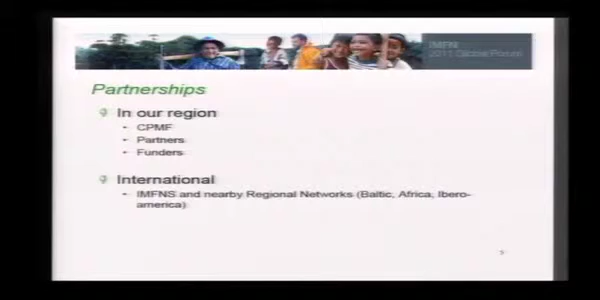 IMFN
2011 Global Forum
Partnerships
In our region
• CPMF
• Partners
• Funders
International
• IMFNS and nearby Regional Networks (Baltic, Africa, Ibero-
america)
5